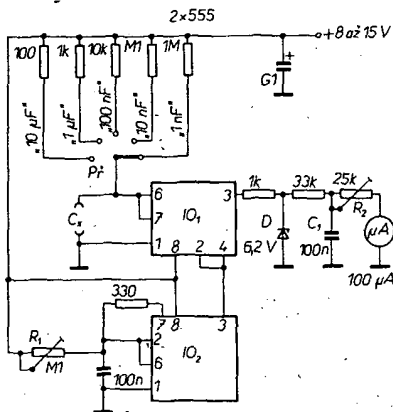 2×555
+8 až 15 V
100
1k
10k
M1
1M
G1
„10 µF"
„1 µF"
„100 nF"
„10 nF"
„1 nF"
Př
Cx
6
7
1
IO1
3
8
2
4
1k
33k
25k
R2
D
6,2 V
C1
100n
µA
100 µA
330
R1
M1
7
8
3
2
6
1
IO2
100n